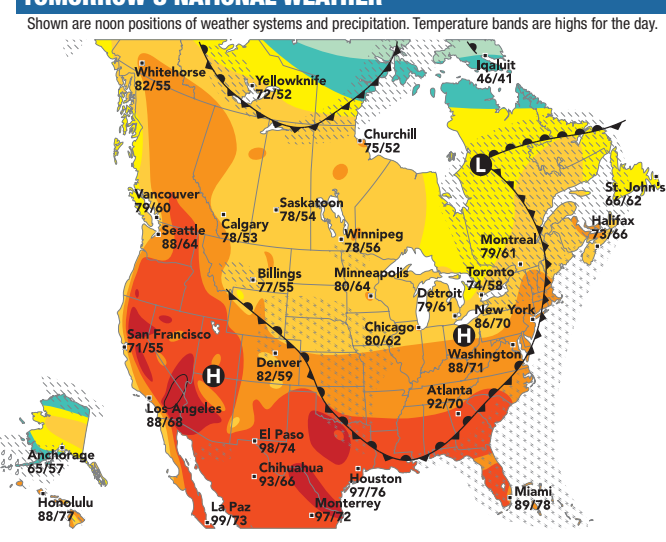 TOMORROW'S NATIONAL WEATHER
Shown are noon positions of weather systems and precipitation. Temperature bands are highs for the day.
Iqaluit
46/41
Whitehorse
82/55
Yellowknife
72/52
Churchill
75/52
L
St. John's
66/62
Vancouver
79/60
Seattle
88/64
Calgary
78/53
Saskatoon
78/54
Winnipeg
78/56
Halifax
73/66
Montreal
79/61
Billings
77/55
Minneapolis
80/64
Toronto
74/58
Detroit
79/61
New York
86/70
San Francisco
71/55
Chicago
80/62
H
Washington
88/71
Denver
82/59
H
Los Angeles
88/68
Atlanta
92/70
El Paso
98/74
Anchorage
65/57
Chihuahua
93/66
Houston
97/76
Honolulu
88/77
La Paz
99/73
Monterrey
97/72
Miami
89/78